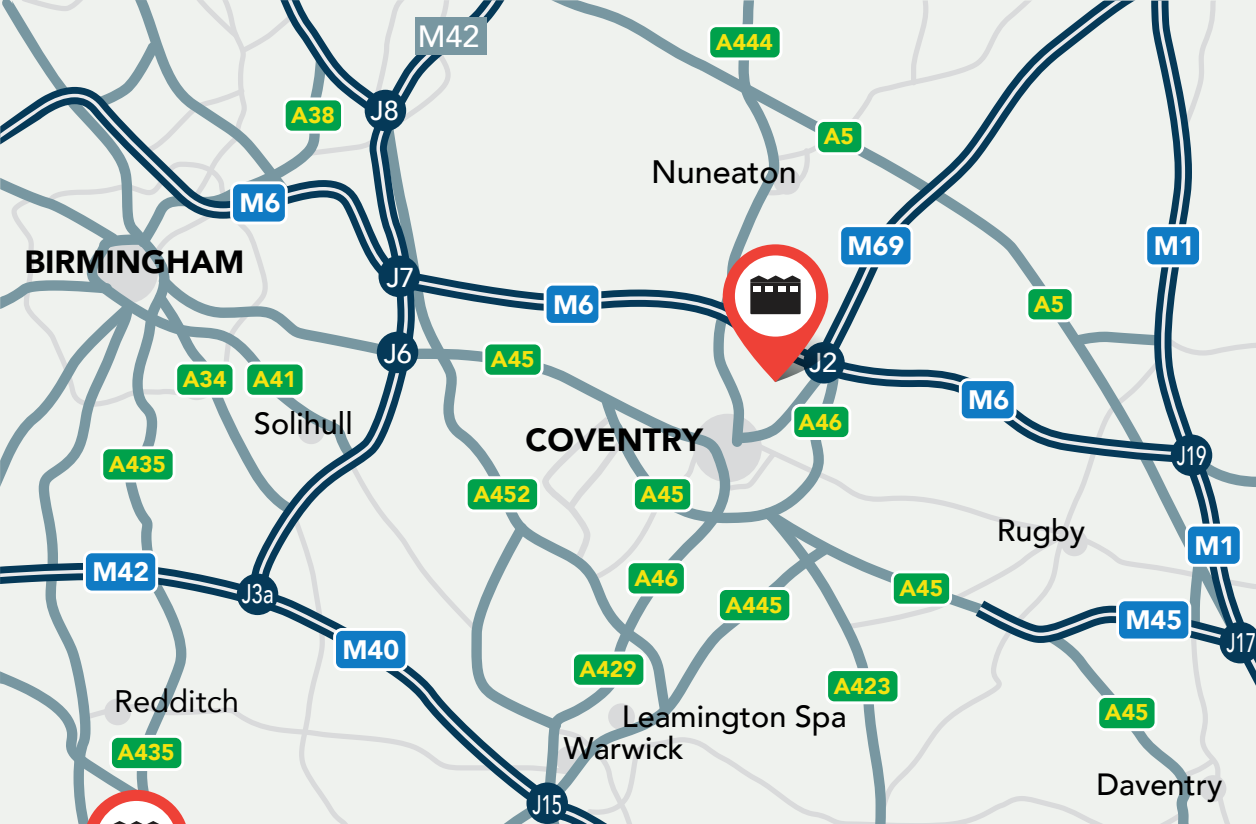 M42
A444
J8
A38
A5
Nuneaton
M6
M69
M1
BIRMINGHAM
J7
M6
A5
J6
A45
J2
A34
A41
M6
Solihull
A46
COVENTRY
J19
A435
A452
A45
Rugby
M1
M42
A46
A45
J3a
A445
M45
M40
J17
A429
A423
Redditch
Leamington Spa
A45
Warwick
A435
Daventry
J15